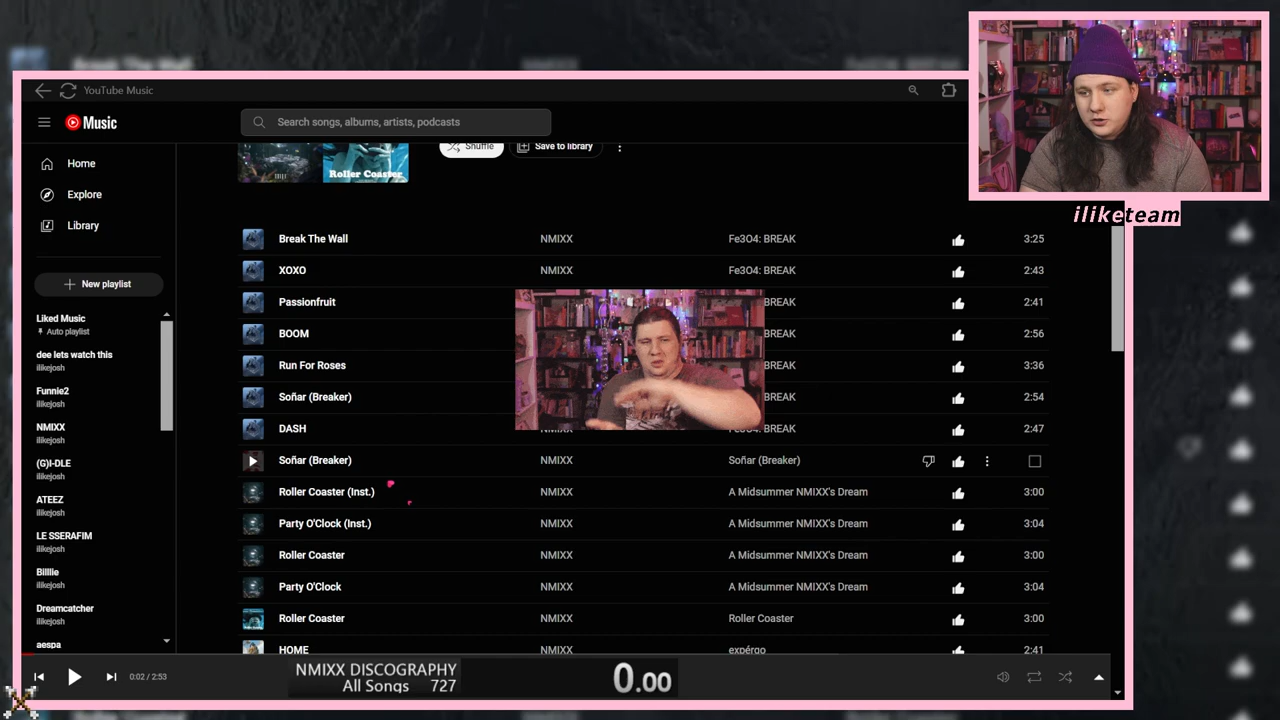 YouTube Music
Music
Search songs, albums, artists, podcasts
iliketeam
Home
Explore
Library
New playlist
Liked Music
Auto playlist
dee lets watch this
Funnie2
ilikejosh
NMIXX
ilikejosh
(G)I-DLE
ilikejosh
ATEEZ
ilikejosh
LE SSERAFIM
ilikejosh
Billlie
ilikejosh
Dreamcatcher
ilikejosh
aespa
Roller Coaster
Shuffle
Save to library
Break The Wall NMIXX Fe3O4: BREAK 3:25
XOXO NMIXX Fe3O4: BREAK 2:43
Passionfruit BREAK 2:41
BOOM BREAK 2:56
Run For Roses BREAK 3:36
Soñar (Breaker) BREAK 2:54
DASH NMIXX Fe3O4: BREAK 2:47
Soñar (Breaker) NMIXX Soñar (Breaker)
Roller Coaster (Inst.) NMIXX A Midsummer NMIXX's Dream 3:00
Party O'Clock (Inst.) NMIXX A Midsummer NMIXX's Dream 3:04
Roller Coaster NMIXX A Midsummer NMIXX's Dream 3:00
Party O'Clock NMIXX A Midsummer NMIXX's Dream 3:04
Roller Coaster NMIXX Roller Coaster 3:00
HOME NMIXX expérgo 2:41
0:02 / 2:53
NMIXX DISCOGRAPHY
All Songs 727
0.00